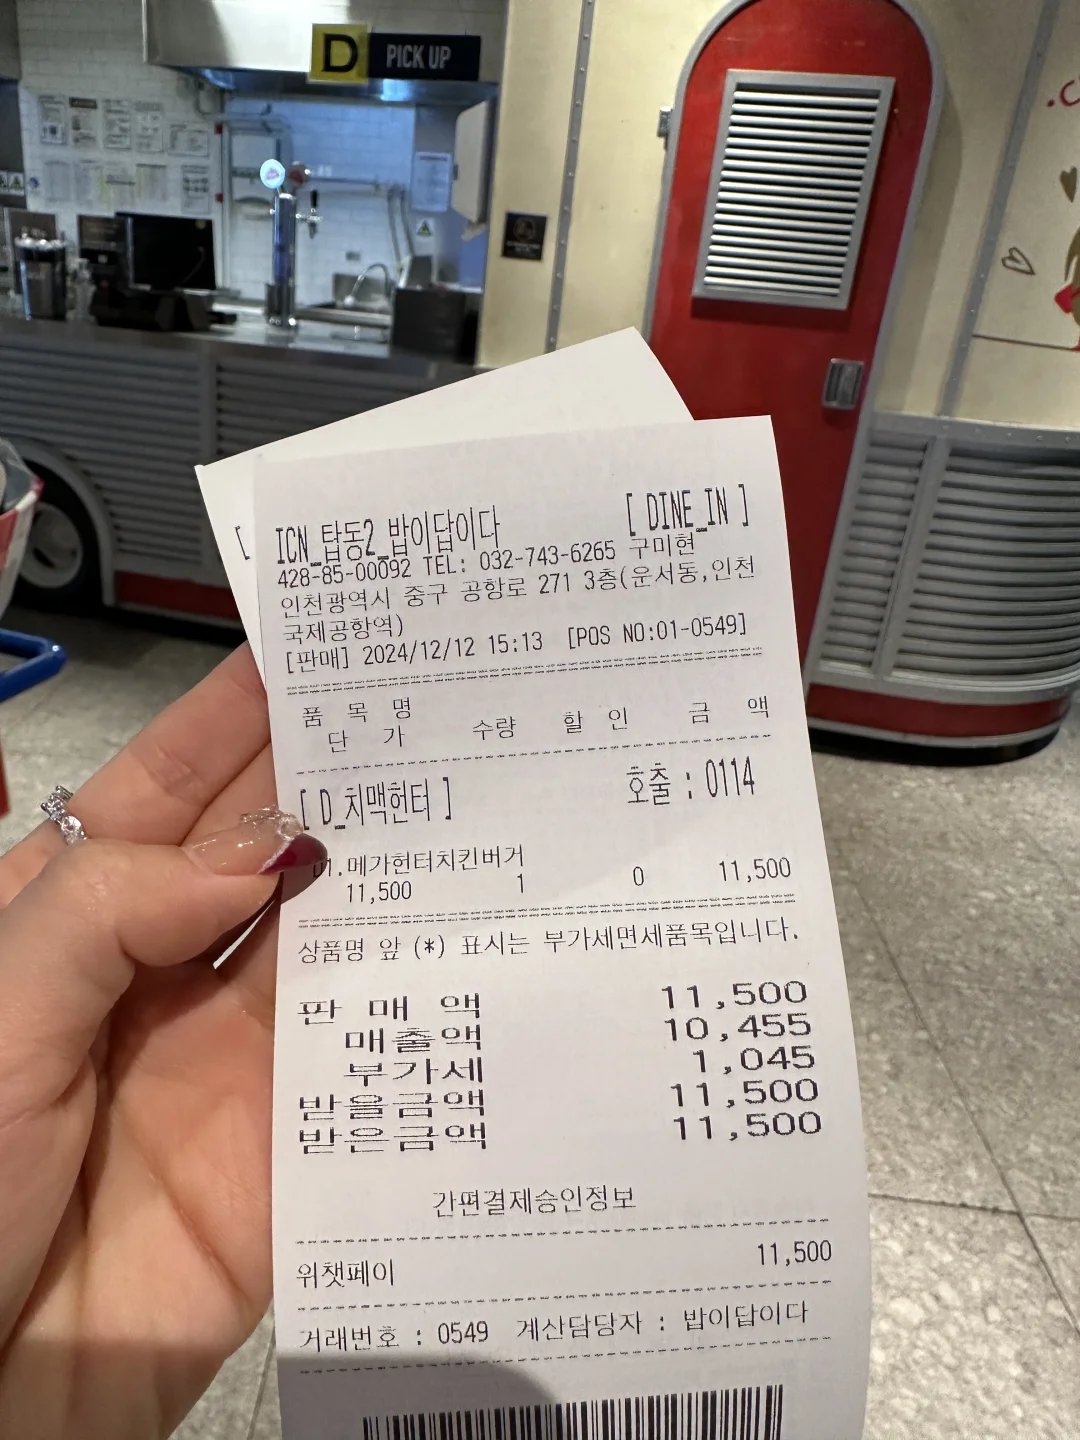 D PICK UP
[ ICN_탑동2_밥이답이다 [ DINE_IN ]
428-85-00092 TEL: 032-743-6265 구미현
인천광역시 중구 공항로 271 3층(운서동,인천
국제공항역)
[판매] 2024/12/12 15:13 [POS NO:01-0549]
품 목 명
단 가 수량 할 인 금 액
[ D_치맥헌터 ] 호출 : 0114
01.메가헌터치킨버거
11,500 1 0 11,500
상품명 앞 (*) 표시는 부가세면세품목입니다.
판 매 액 11,500
매출액 10,455
부가세 1,045
받을금액 11,500
받은금액 11,500
간편결제승인정보
위챗페이 11,500
거래번호 : 0549 계산담당자 : 밥이답이다